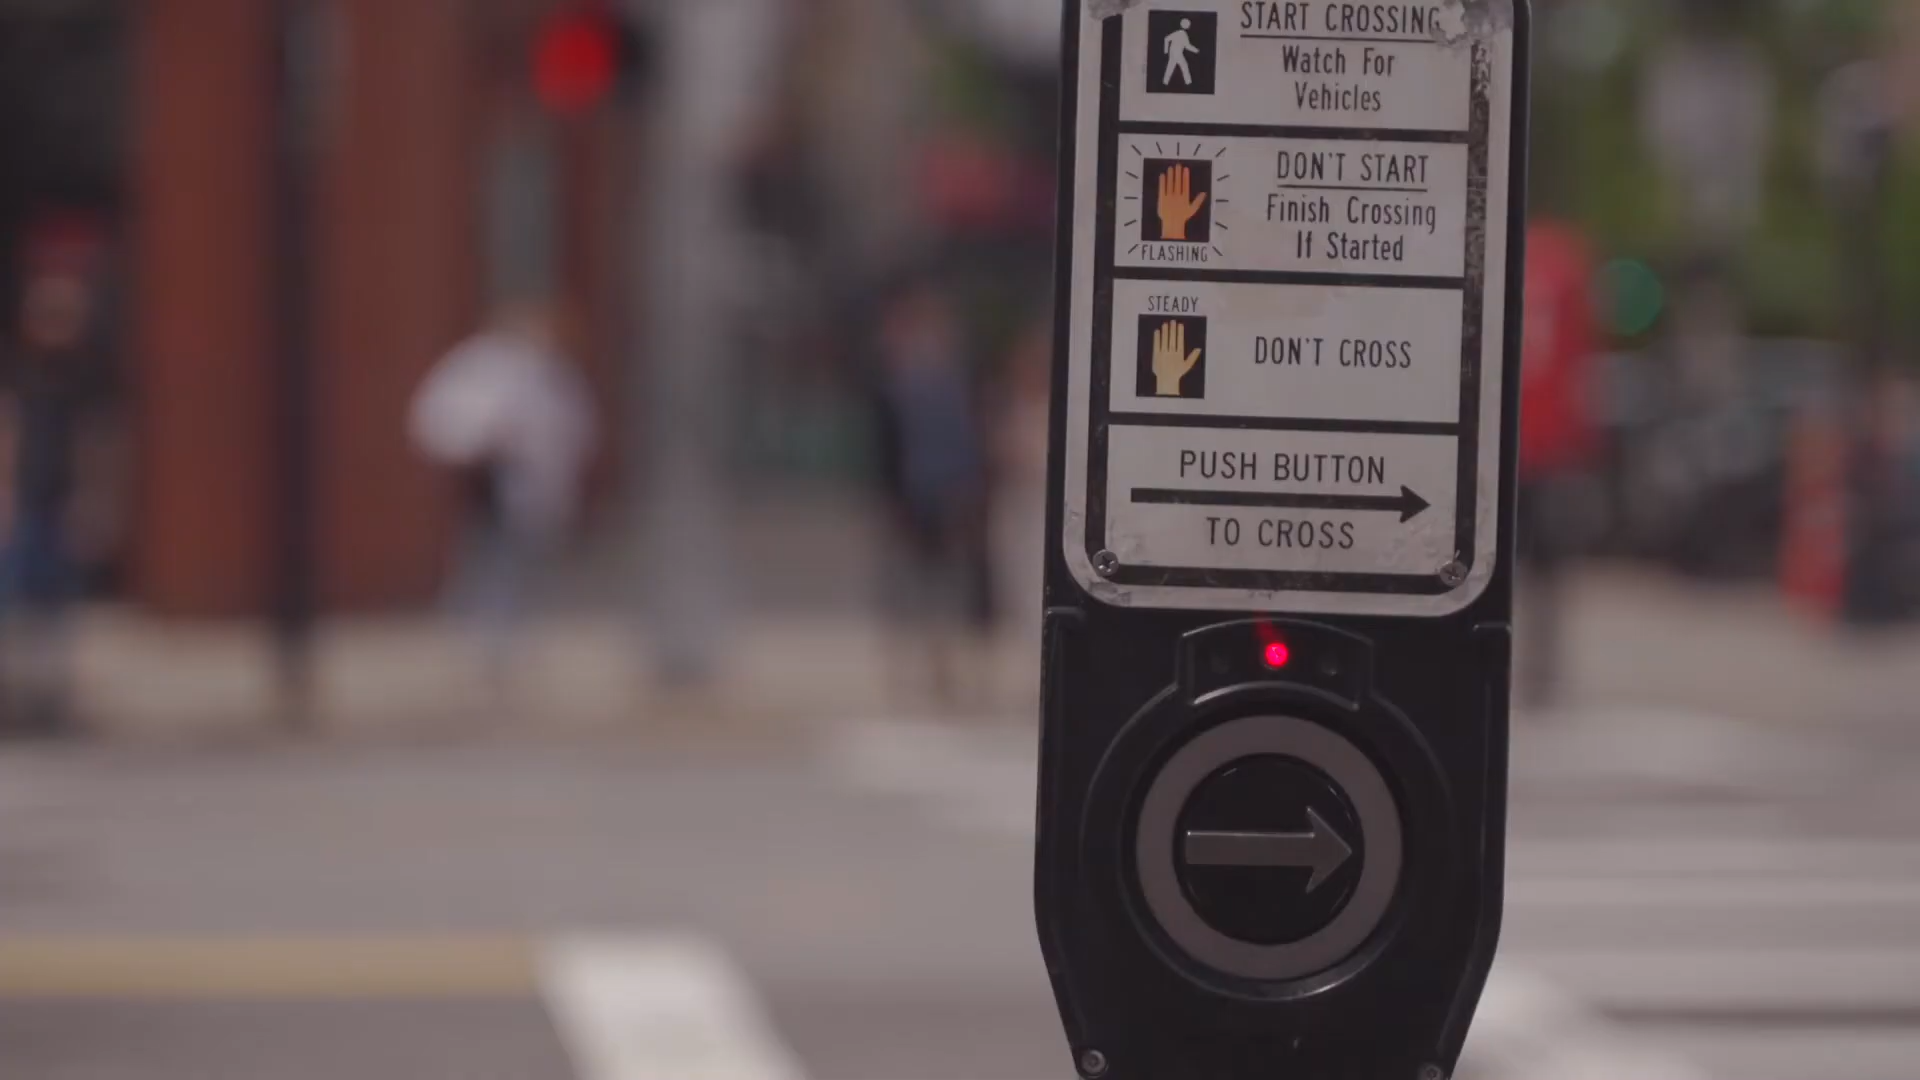 START CROSSING
Watch For
Vehicles
DON'T START
Finish Crossing
If Started
FLASHING
STEADY
DON'T CROSS
PUSH BUTTON
TO CROSS